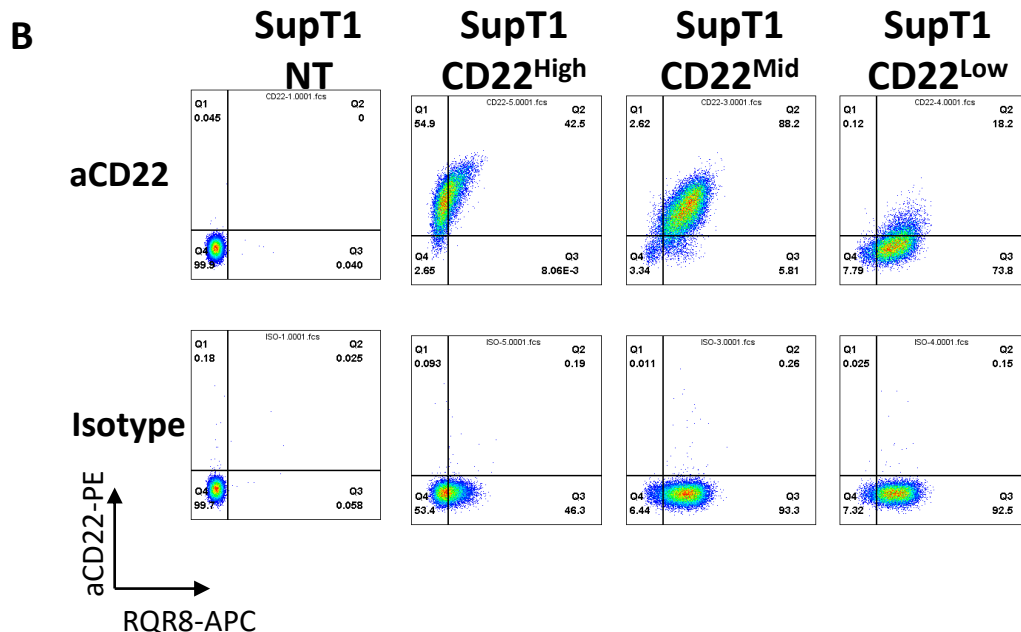 B
SupT1
NT
SupT1
CD22High
SupT1
CD22Mid
SupT1
CD22Low
aCD22
CD22-1.0001.fcs
Q1
0.045
Q2
0
Q4
99.9
Q3
0.040
CD22-5.0001.fcs
Q1
54.9
Q2
42.5
Q4
2.65
Q3
8.06E-3
CD22-3.0001.fcs
Q1
2.62
Q2
88.2
Q4
3.34
Q3
5.81
CD22-4.0001.fcs
Q1
0.12
Q2
18.2
Q4
7.79
Q3
73.8
Isotype
ISO-1.0001.fcs
Q1
0.18
Q2
0.025
Q4
99.7
Q3
0.058
ISO-5.0001.fcs
Q1
0.093
Q2
0.19
Q4
53.4
Q3
46.3
ISO-3.0001.fcs
Q1
0.011
Q2
0.26
Q4
6.44
Q3
93.3
ISO-4.0001.fcs
Q1
0.025
Q2
0.15
Q4
7.32
Q3
92.5
aCD22-PE
RQR8-APC